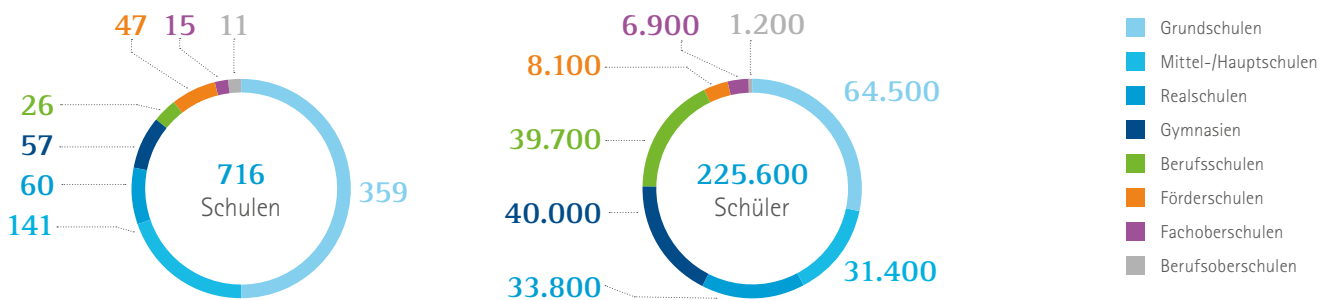 47 15 11
26
57
60
141
716
Schulen
359
6.900 1.200
8.100
39.700
40.000
33.800
225.600
Schüler
64.500
31.400
Grundschulen
Mittel-/Hauptschulen
Realschulen
Gymnasien
Berufsschulen
Förderschulen
Fachoberschulen
Berufsoberschulen